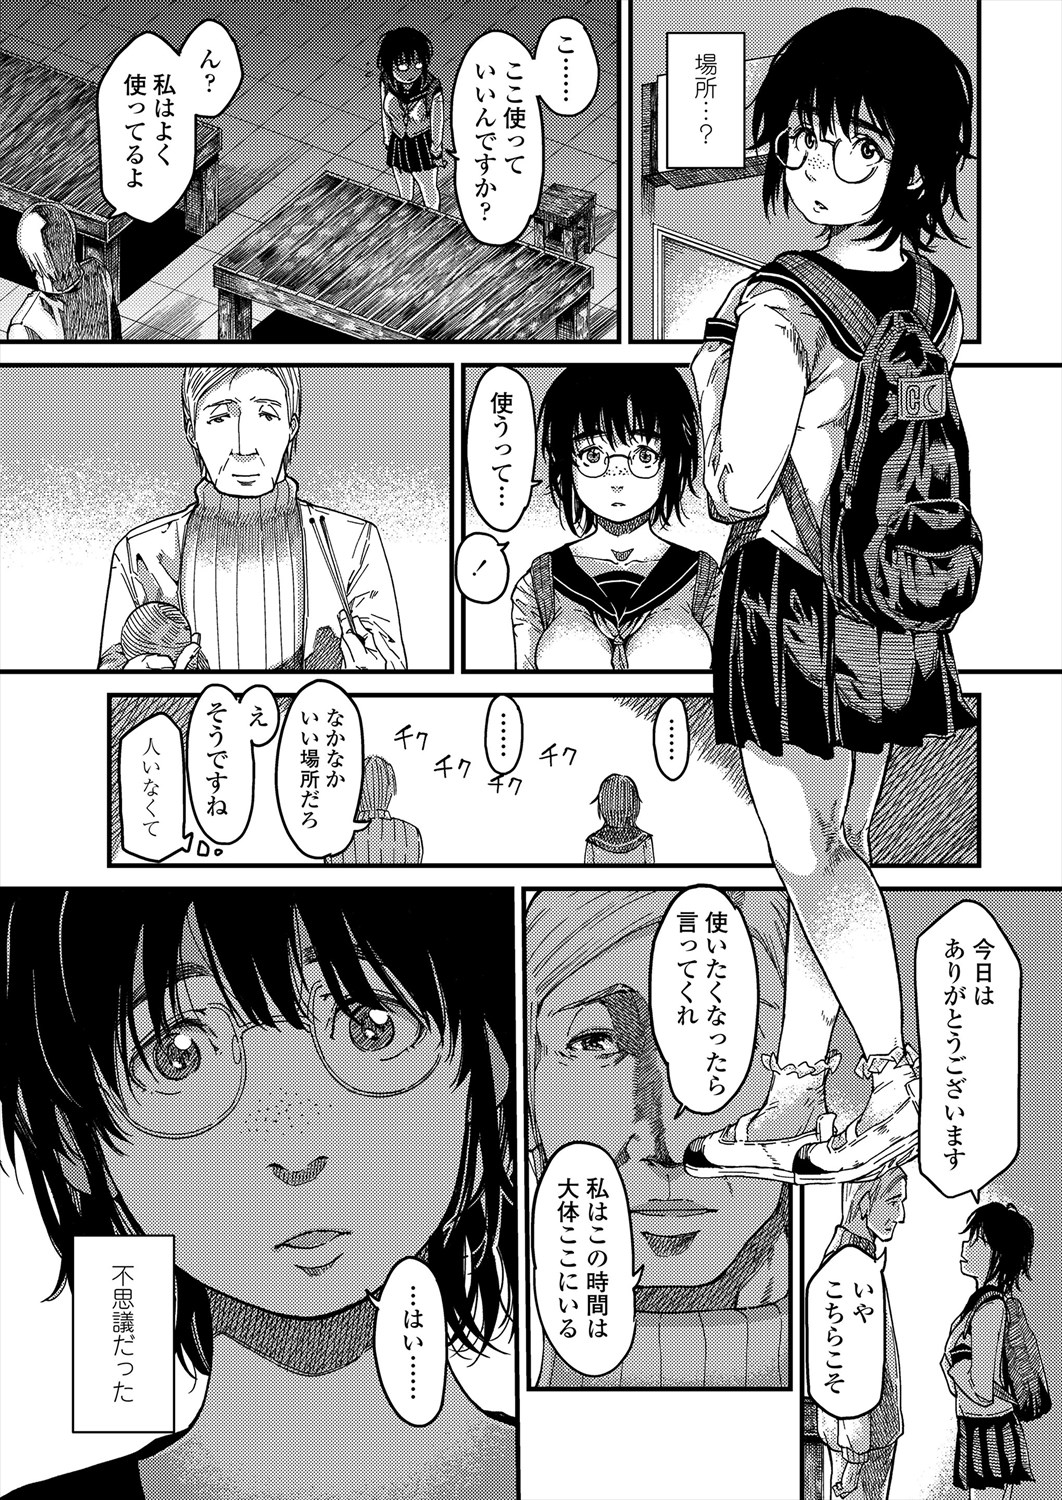 場所…？
こ……
ここ使って
いいんですか？
ん？
私はよく
使ってるよ
C
使うって…
！
……
チク
チク
……
チク
チク
なかなか
いい場所だろ
え
そうですね
人いなくて
今日は
ありがとうございます
いや
こちらこそ
使いたくなったら
言ってくれ
私はこの時間は
大体ここにいる
…はい……
不思議だった